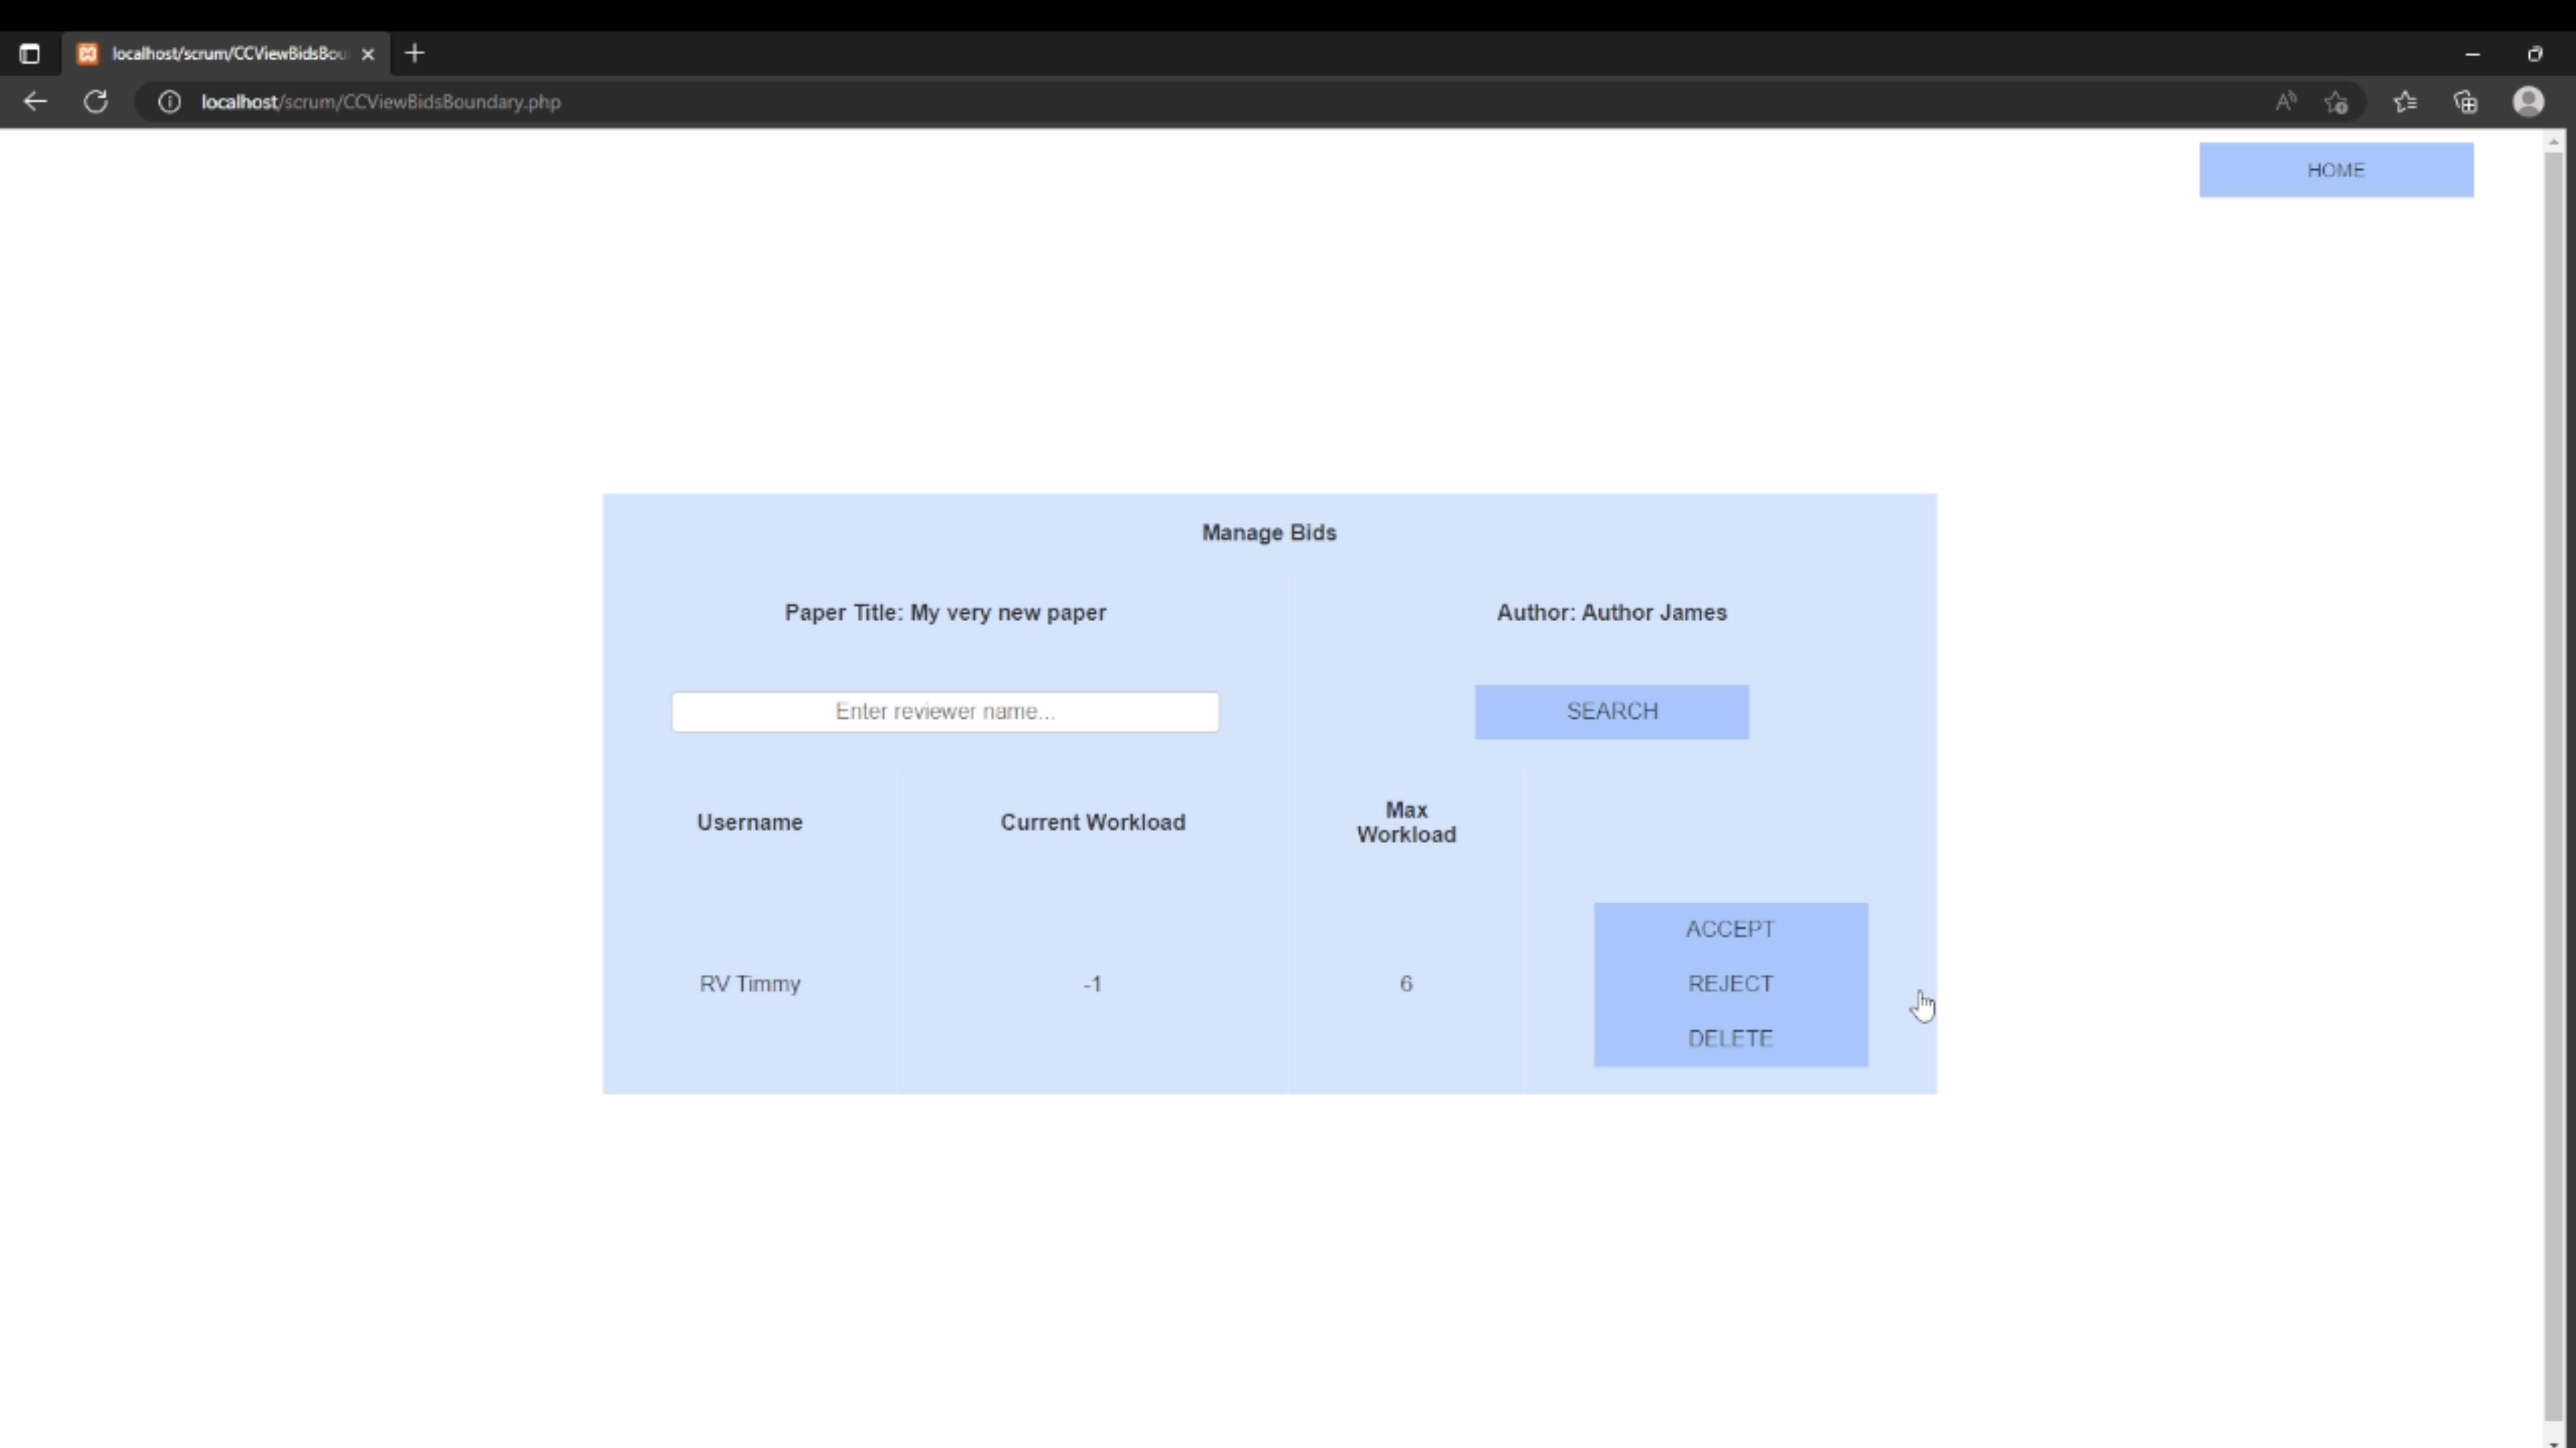 localhost/scrum/CCViewBidsBou
localhost/scrum/CCViewBidsBoundary.php
HOME
Manage Bids
Paper Title: My very new paper
Author: Author James
Enter reviewer name...
SEARCH
Username
Current Workload
Max
Workload
RV Timmy
-1
6
ACCEPT
REJECT
DELETE